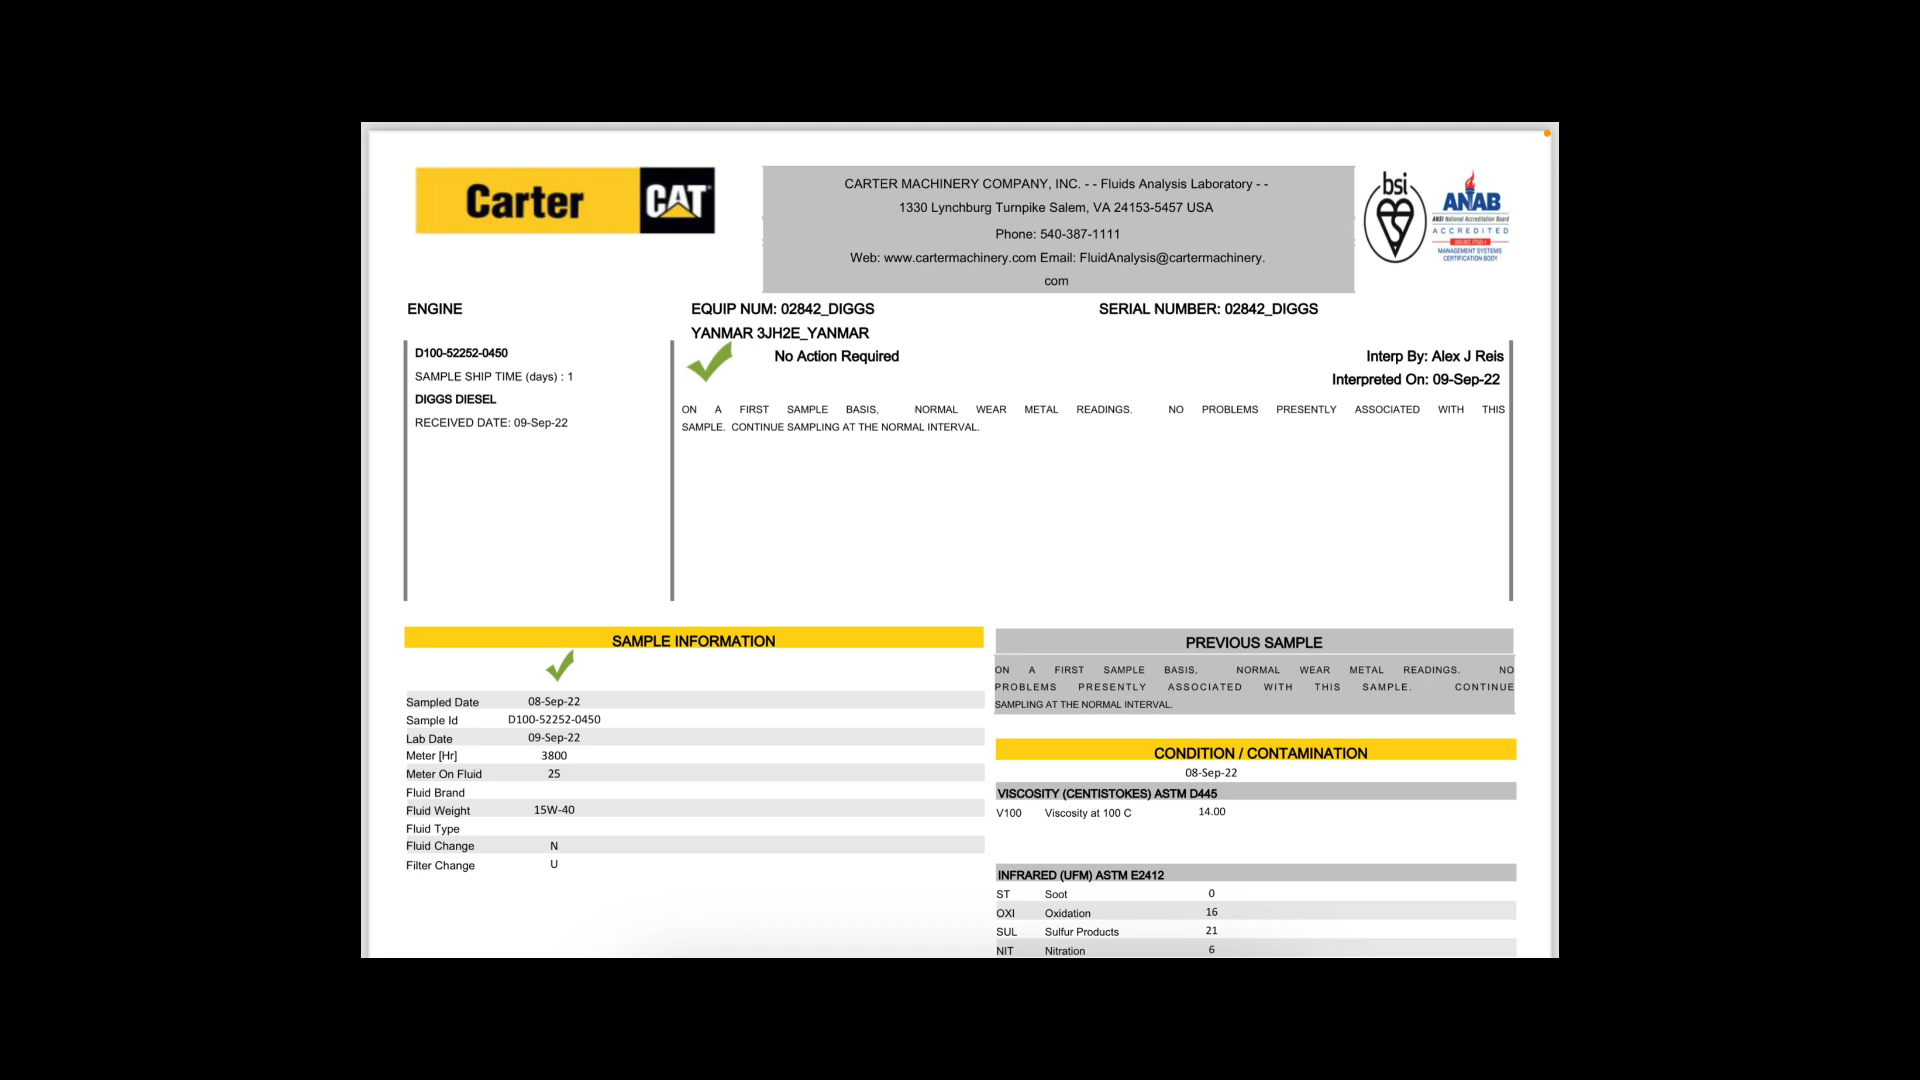 Carter CAT
CARTER MACHINERY COMPANY, INC. - - Fluids Analysis Laboratory - -
1330 Lynchburg Turnpike Salem, VA 24153-5457 USA
Phone: 540-387-1111
Web: www.cartermachinery.com Email: FluidAnalysis@cartermachinery.
com
bsi
ANAB
ANSI National Accreditation Board
ACCREDITED
MANAGEMENT SYSTEMS
CERTIFICATION BODY
ENGINE
EQUIP NUM: 02842_DIGGS
SERIAL NUMBER: 02842_DIGGS
YANMAR 3JH2E_YANMAR
D100-52252-0450
SAMPLE SHIP TIME (days) : 1
DIGGS DIESEL
RECEIVED DATE: 09-Sep-22
No Action Required
Interp By: Alex J Reis
Interpreted On: 09-Sep-22
ON A FIRST SAMPLE BASIS, NORMAL WEAR METAL READINGS. NO PROBLEMS PRESENTLY ASSOCIATED WITH THIS
SAMPLE. CONTINUE SAMPLING AT THE NORMAL INTERVAL.
SAMPLE INFORMATION
Sampled Date 08-Sep-22
Sample Id D100-52252-0450
Lab Date 09-Sep-22
Meter [Hr] 3800
Meter On Fluid 25
Fluid Brand
Fluid Weight 15W-40
Fluid Type
Fluid Change N
Filter Change U
PREVIOUS SAMPLE
ON A FIRST SAMPLE BASIS, NORMAL WEAR METAL READINGS. NO
PROBLEMS PRESENTLY ASSOCIATED WITH THIS SAMPLE. CONTINUE
SAMPLING AT THE NORMAL INTERVAL.
CONDITION / CONTAMINATION
08-Sep-22
VISCOSITY (CENTISTOKES) ASTM D445
V100 Viscosity at 100 C 14.00
INFRARED (UFM) ASTM E2412
ST Soot 0
OXI Oxidation 16
SUL Sulfur Products 21
NIT Nitration 6